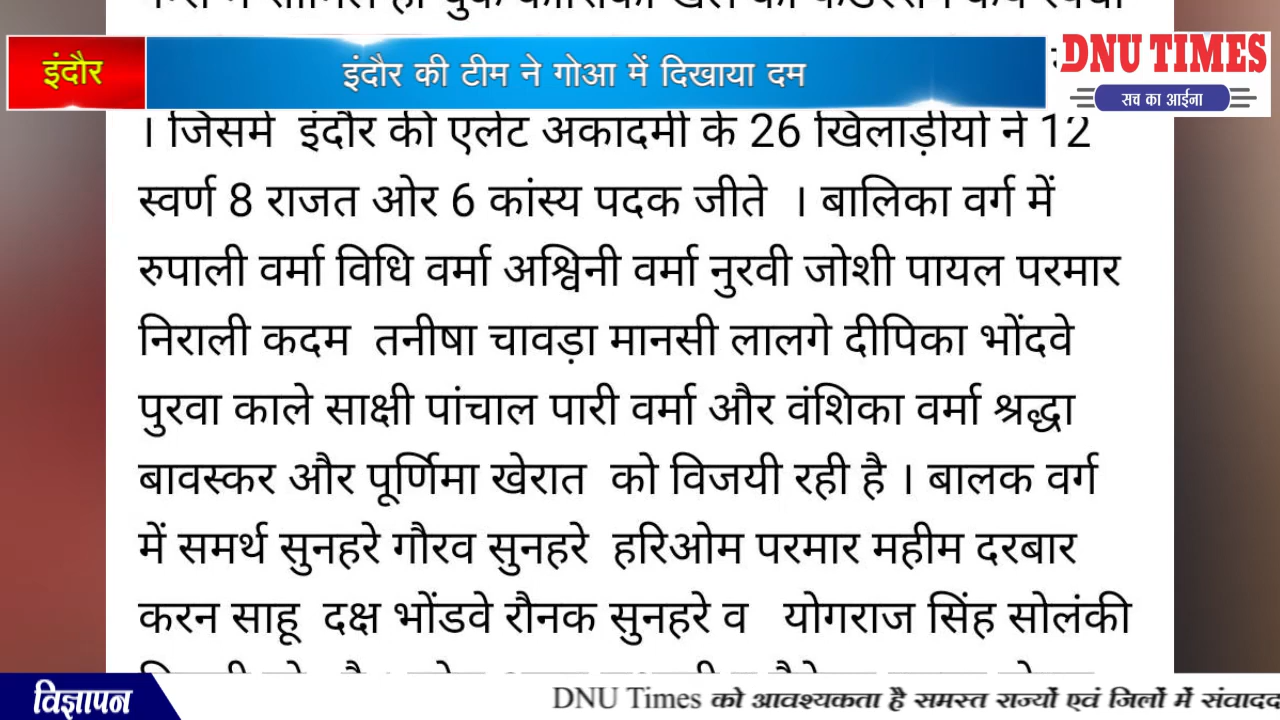 इंदौर
इंदौर की टीम ने गोआ में दिखाया दम
DNU TIMES
सच का आईना
। जिसमें इंदौर की एलेट अकादमी के 26 खिलाड़ीयों ने 12
स्वर्ण 8 राजत ओर 6 कांस्य पदक जीते । बालिका वर्ग में
रुपाली वर्मा विधि वर्मा अश्विनी वर्मा नुरवी जोशी पायल परमार
निराली कदम तनीषा चावड़ा मानसी लालगे दीपिका भोंदवे
पुरवा काले साक्षी पांचाल पारी वर्मा और वंशिका वर्मा श्रद्धा
बावस्कर और पूर्णिमा खेरात को विजयी रही है । बालक वर्ग
में समर्थ सुनहरे गौरव सुनहरे हरिओम परमार महीम दरबार
करन साहू दक्ष भोंडवे रौनक सुनहरे व योगराज सिंह सोलंकी
विज्ञापन
DNU Times को आवश्यकता है समस्त राज्यों एवं जिलों में